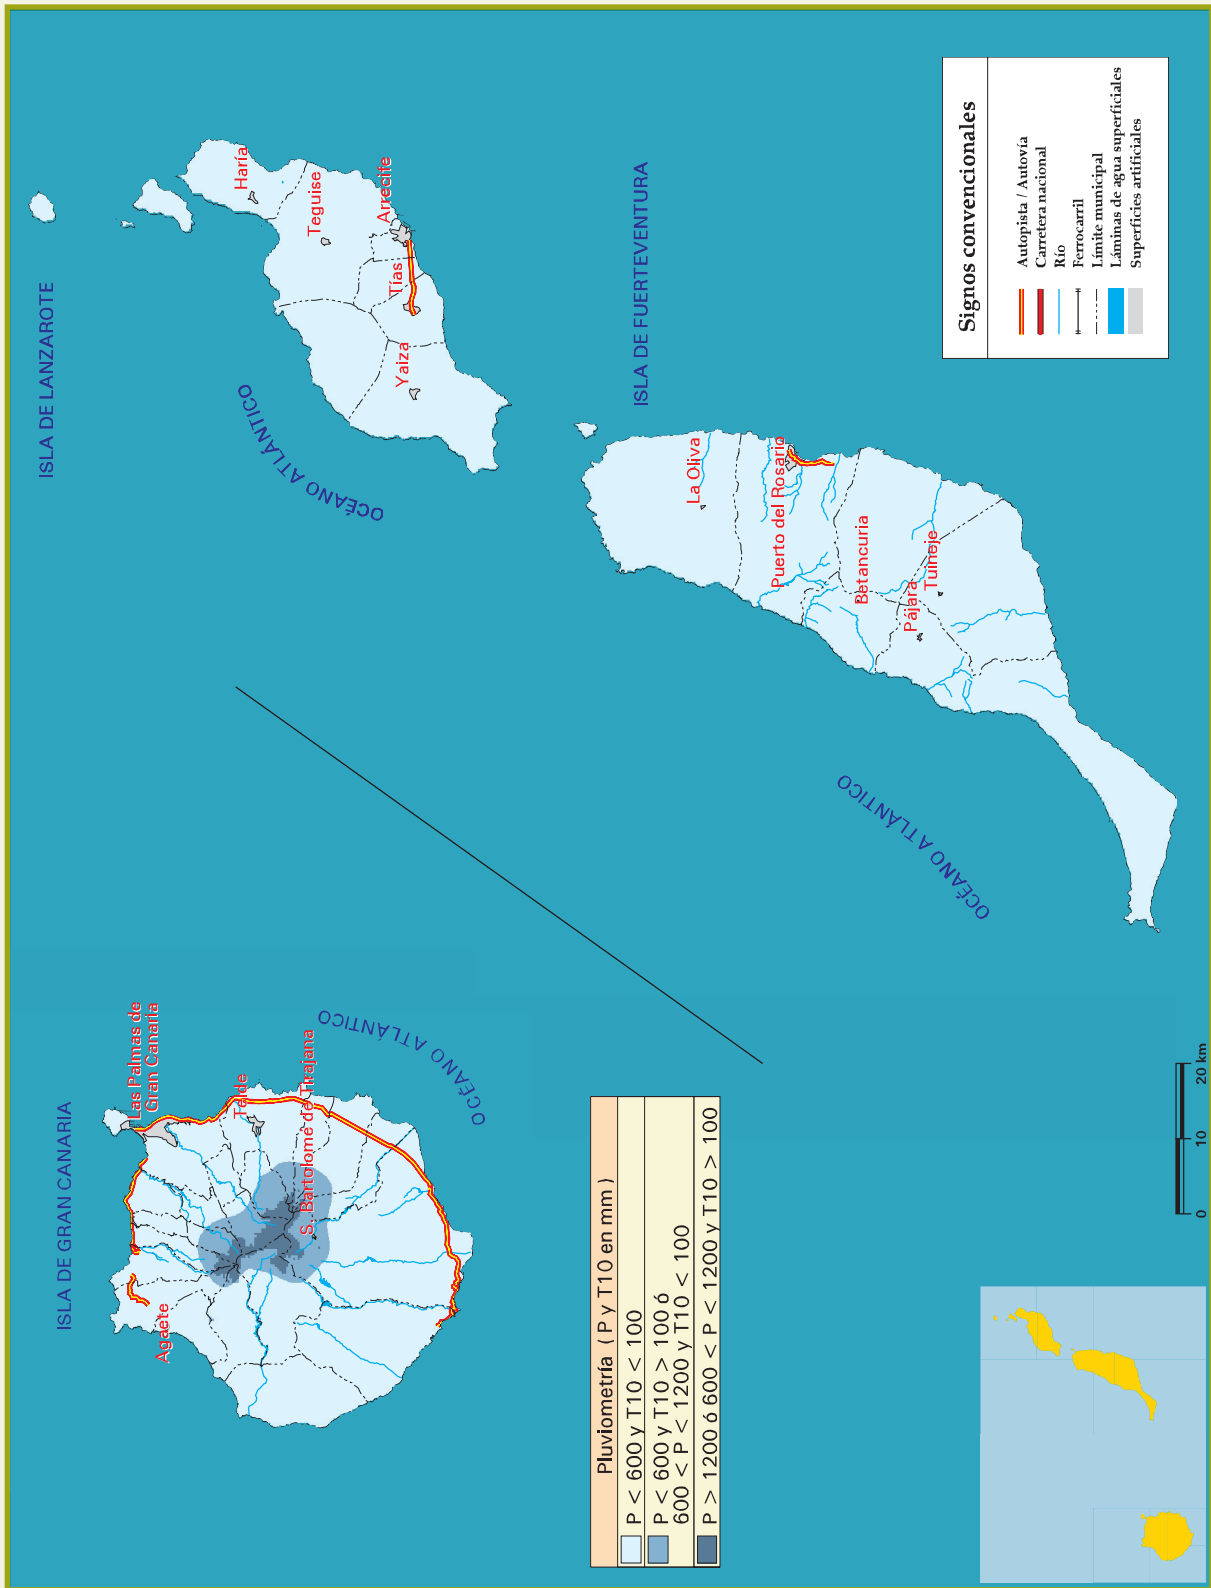 ISLA DE GRAN CANARIA
Las Palmas de
Gran Canaria
Telde
S. Bartolomé de Tirajana
Agaete
OCÉANO ATLÁNTICO
ISLA DE LANZAROTE
Haría
Teguise
Arrecife
Tías
Yaiza
OCÉANO ATLÁNTICO
ISLA DE FUERTEVENTURA
La Oliva
Puerto del Rosario
Betancuria
Pájara
Tuineje
OCÉANO ATLÁNTICO
Pluviometría ( P y T10 en mm )
P < 600 y T10 < 100
P < 600 y T10 > 100 ó
600 < P < 1200 y T10 < 100
P > 1200 ó 600 < P < 1200 y T10 > 100
0 10 20 km
Signos convencionales
Autopista / Autovía
Carretera nacional
Río
Ferrocarril
Límite municipal
Láminas de agua superficiales
Superficies artificiales